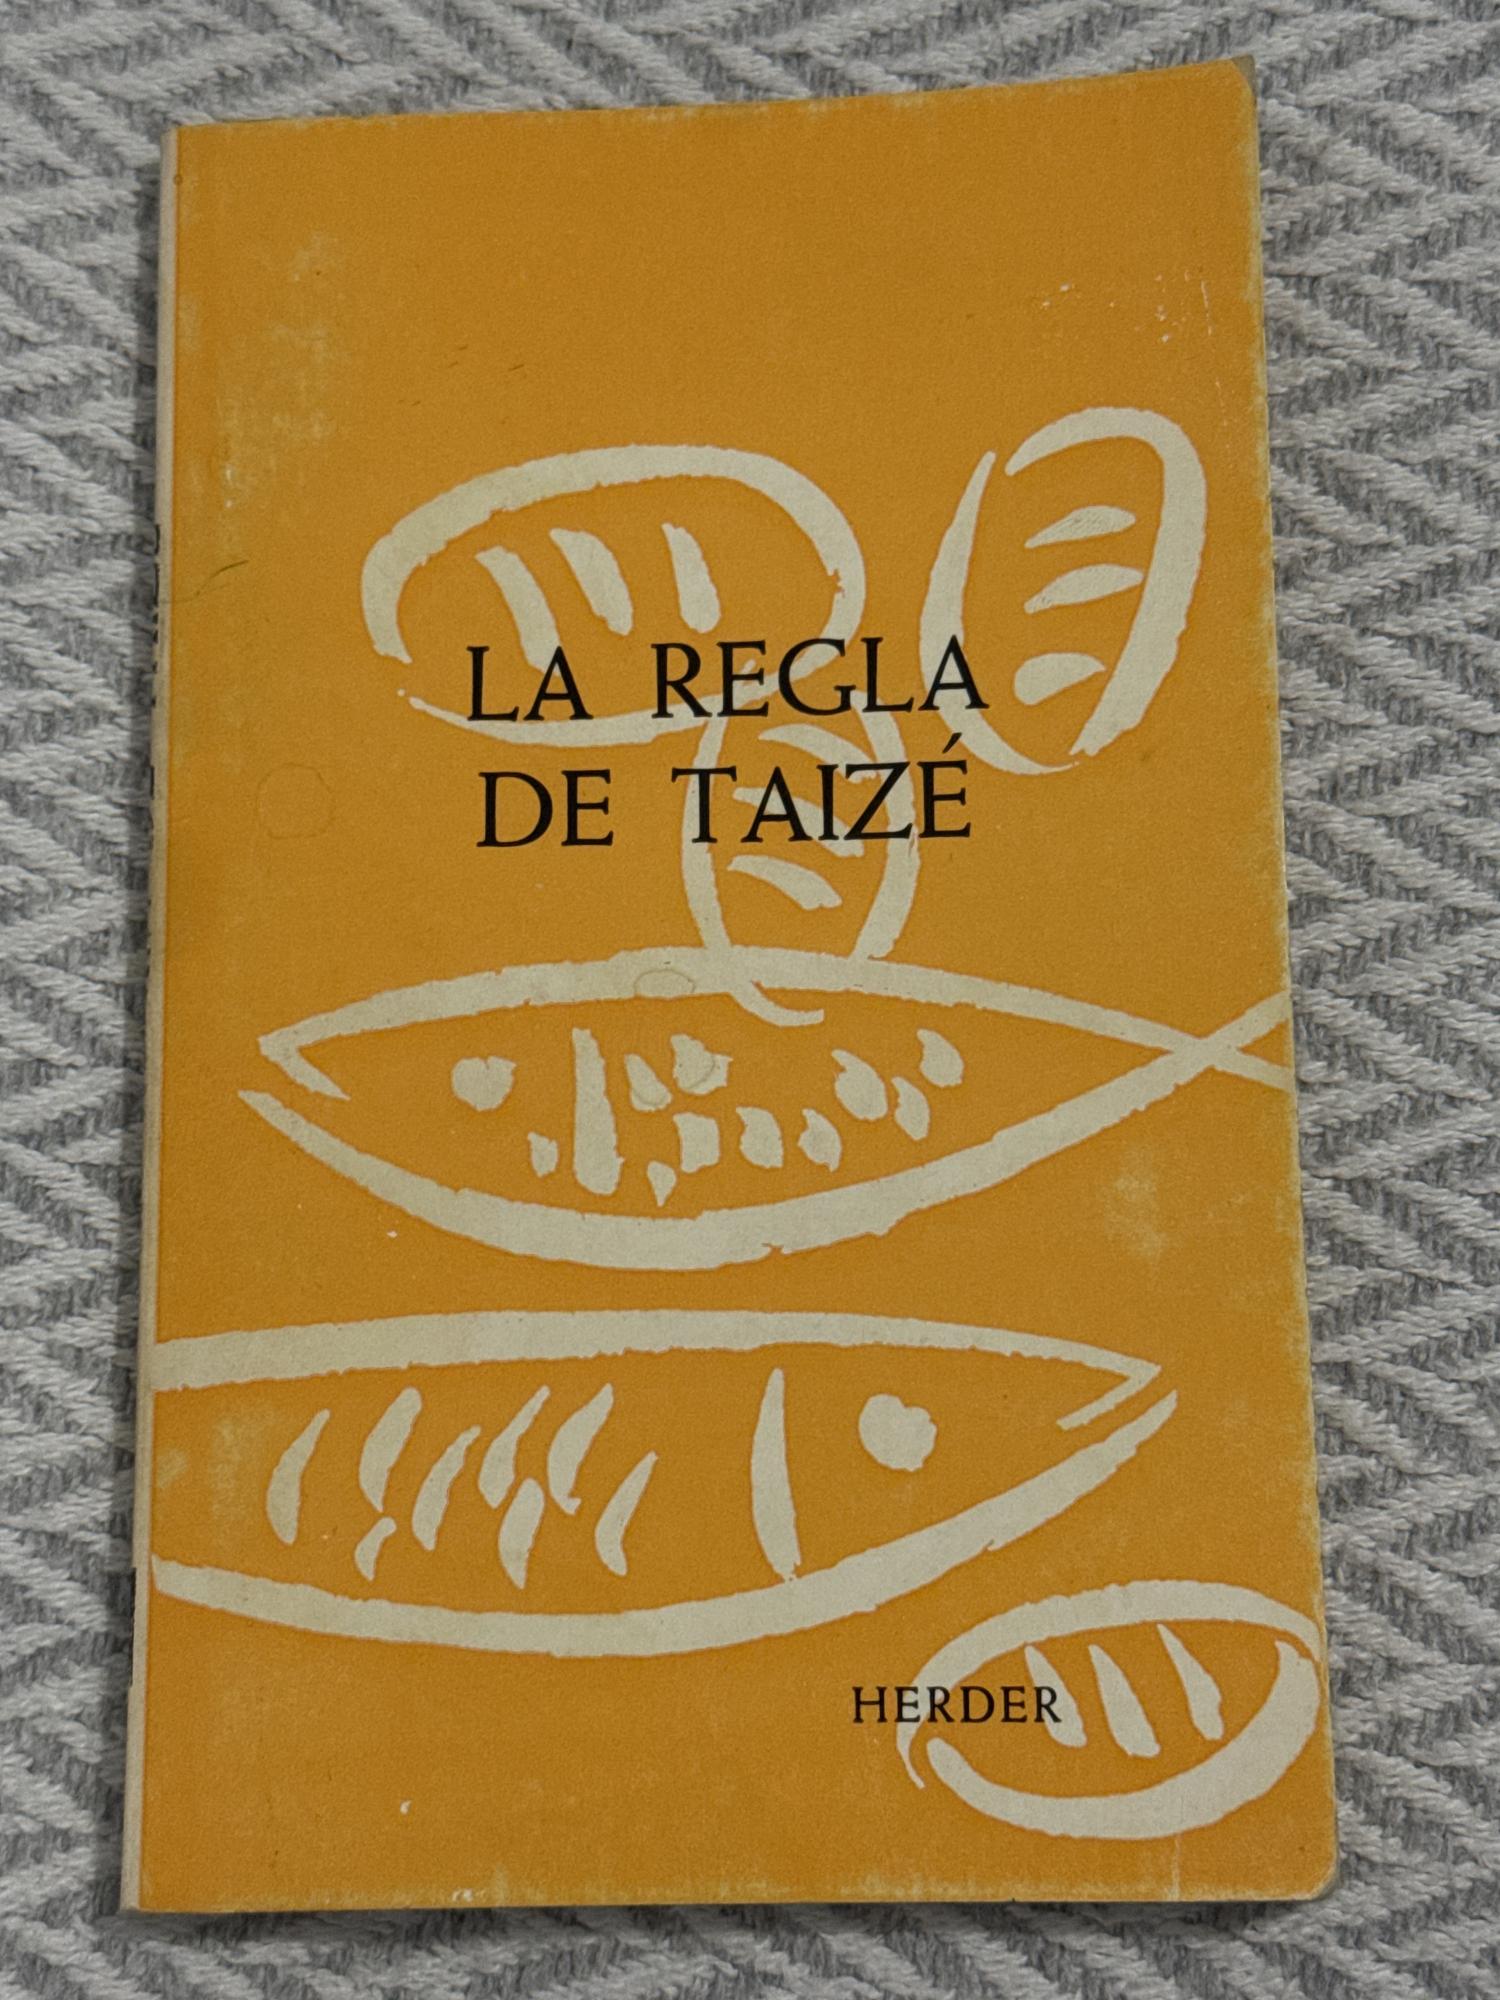 LA REGLA
DE TAIZÉ
HERDER